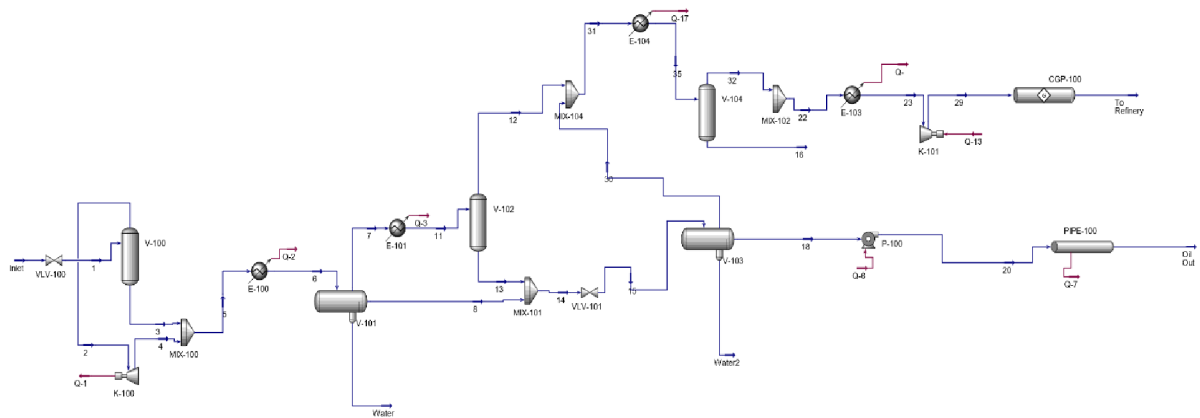 31
E-104
Q-17
35
32
V-104
MIX-102
22
E-103
Q-
23
29
K-101
Q-13
CGP-100
To
Refinery
16
12
MIX-104
30
V-102
7
Q-3
E-101
11
13
MIX-101
14
VLV-101
15
V-103
18
P-100
Q-6
20
PIPE-100
Q-7
Oil
Out
Water2
Inlet
VLV-100
1
V-100
2
3
4
MIX-100
5
K-100
Q-1
E-100
Q-2
6
V-101
8
Water